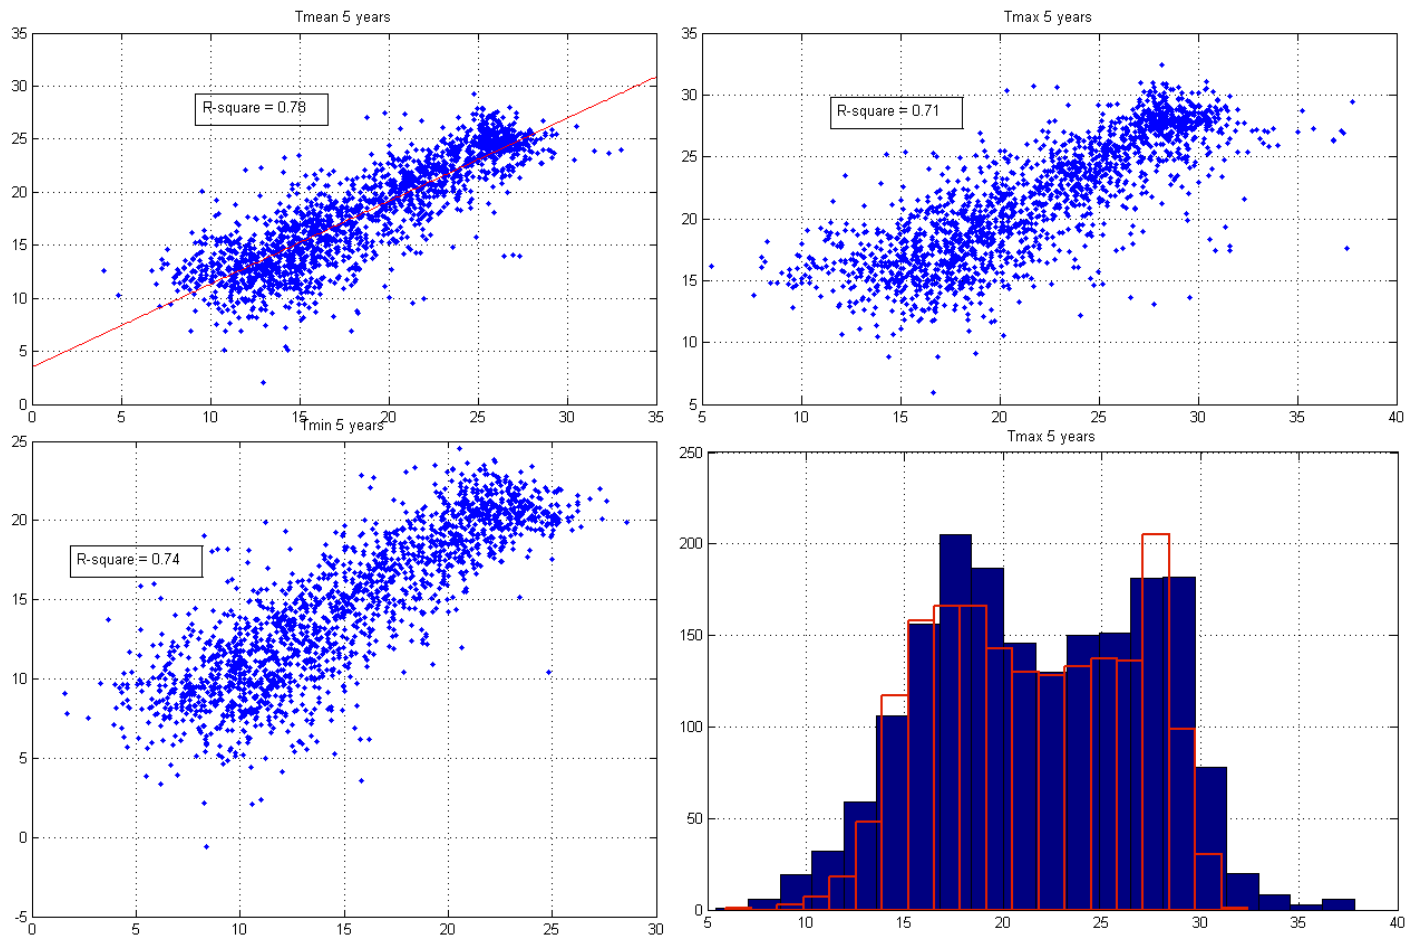 Tmean 5 years
35
30
25
20
15
10
5
0
R-square = 0.78
0 5 10 15 20 25 30 35
Tmax 5 years
35
30
25
20
15
10
5
R-square = 0.71
5 10 15 20 25 30 35 40
Tmin 5 years
25
20
15
10
5
0
-5
R-square = 0.74
0 5 10 15 20 25 30
Tmax 5 years
250
200
150
100
50
0
5 10 15 20 25 30 35 40